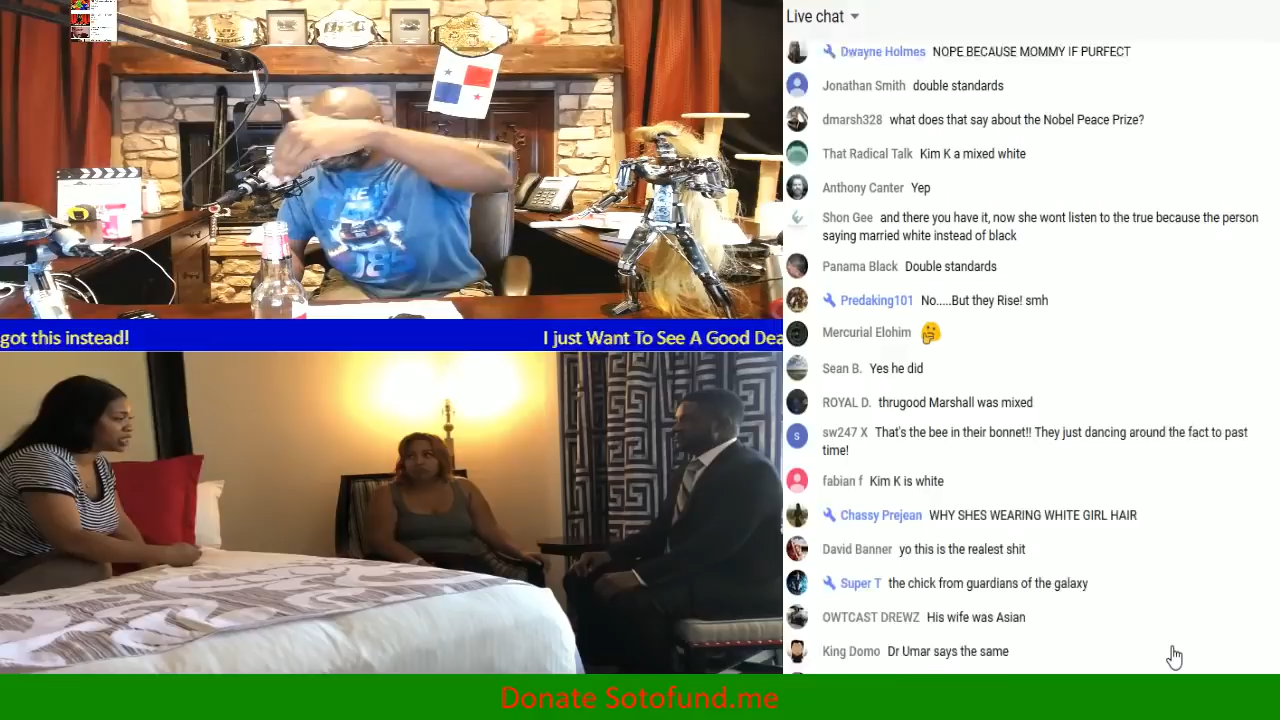 Live chat
Dwayne Holmes NOPE BECAUSE MOMMY IF PURFECT
Jonathan Smith double standards
dmarsh328 what does that say about the Nobel Peace Prize?
That Radical Talk Kim K a mixed white
Anthony Canter Yep
Shon Gee and there you have it, now she wont listen to the true because the person
saying married white instead of black
Panama Black Double standards
Predaking101 No.....But they Rise! smh
Mercurial Elohim 🤔
Sean B. Yes he did
ROYAL D. thrugood Marshall was mixed
S
sw247 X That's the bee in their bonnet!! They just dancing around the fact to past
time!
fabian f Kim K is white
Chassy Prejean WHY SHES WEARING WHITE GIRL HAIR
David Banner yo this is the realest shit
Super T the chick from guardians of the galaxy
OWTCAST DREWZ His wife was Asian
King Domo Dr Umar says the same
got this instead! I just Want To See A Good Dea
Donate Sotofund.me